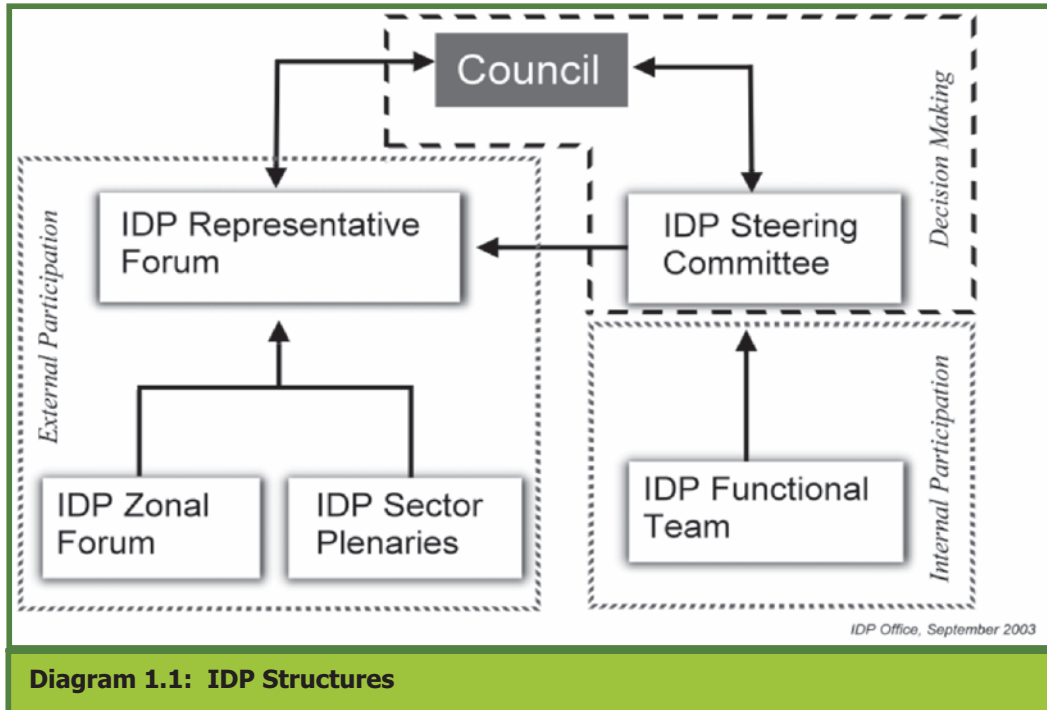 Council
Decision Making
External Participation
IDP Representative
Forum
IDP Steering
Committee
IDP Zonal
Forum
IDP Sector
Plenaries
IDP Functional
Team
Internal Participation
IDP Office, September 2003
Diagram 1.1: IDP Structures